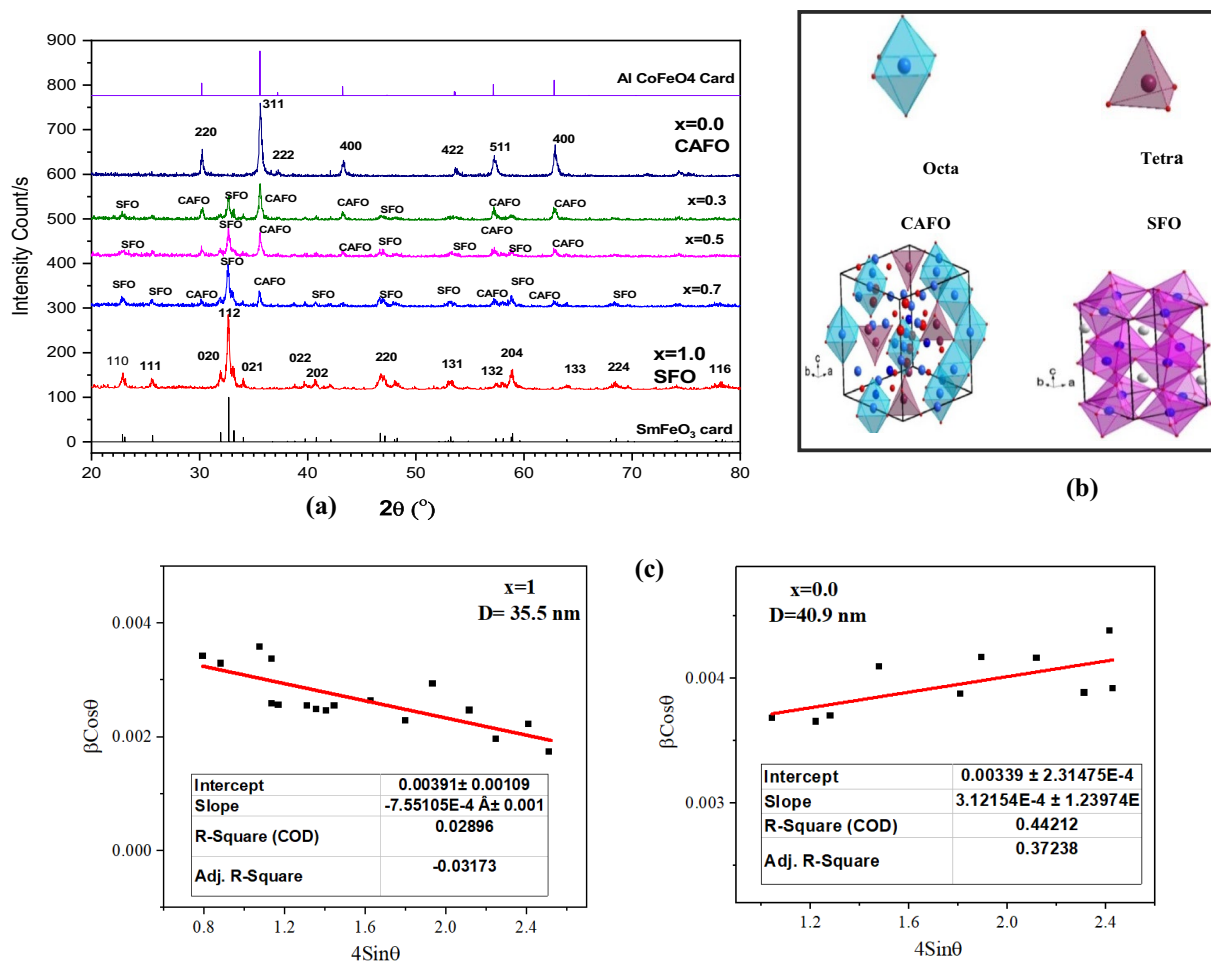 900
800
700
600
500
400
300
200
100
0
Intensity Count/s
Al CoFeO4 Card
311
x=0.0
CAFO
220
222
400
422
511
400
SFO
CAFO
SFO
CAFO
CAFO
SFO
CAFO
CAFO
x=0.3
SFO
SFO
CAFO
CAFO
SFO
CAFO
SFO
SFO
CAFO
x=0.5
SFO
SFO
SFO
CAFO
CAFO
SFO
SFO
SFO
CAFO
SFO
CAFO
SFO
x=0.7
112
x=1.0
SFO
110
111
020
021
022
202
220
131
132
204
133
224
116
SmFeO3 card
20 30 40 50 60 70 80
(a) 2θ (°)
(b)
Octa
Tetra
CAFO
SFO
c
b
a
c
b
a
(c)
x=1
D= 35.5 nm
0.004
0.002
0.000
βCosθ
Intercept 0.00391± 0.00109
Slope -7.55105E-4 Â± 0.001
R-Square (COD) 0.02896
Adj. R-Square -0.03173
0.8 1.2 1.6 2.0 2.4
4Sinθ
x=0.0
D=40.9 nm
0.004
0.003
βCosθ
Intercept 0.00339 ± 2.31475E-4
Slope 3.12154E-4 ± 1.23974E
R-Square (COD) 0.44212
Adj. R-Square 0.37238
1.2 1.6 2.0 2.4
4Sinθ